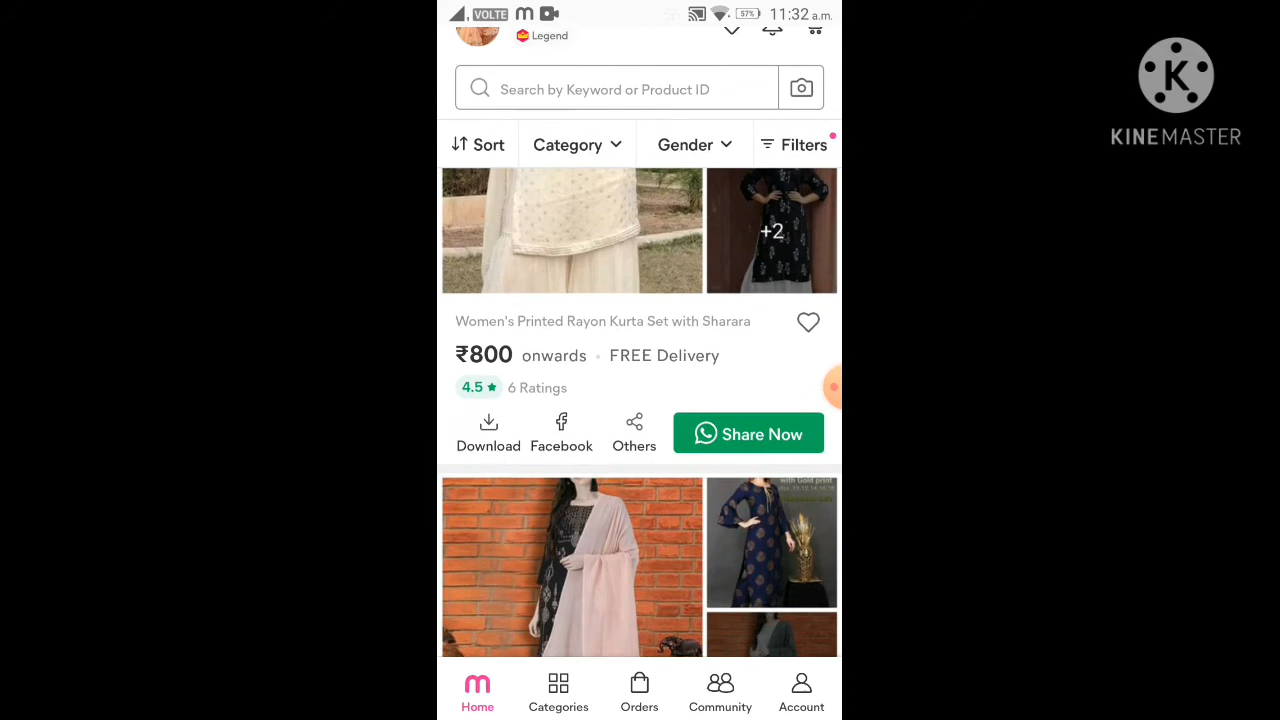 VOLTE 57% 11:32 a.m.
Legend
Search by Keyword or Product ID
KINEMASTER
Sort Category Gender Filters
+2
Women's Printed Rayon Kurta Set with Sharara
₹800 onwards • FREE Delivery
4.5 ★ 6 Ratings
Download Facebook Others Share Now
with Gold print
Home Categories Orders Community Account